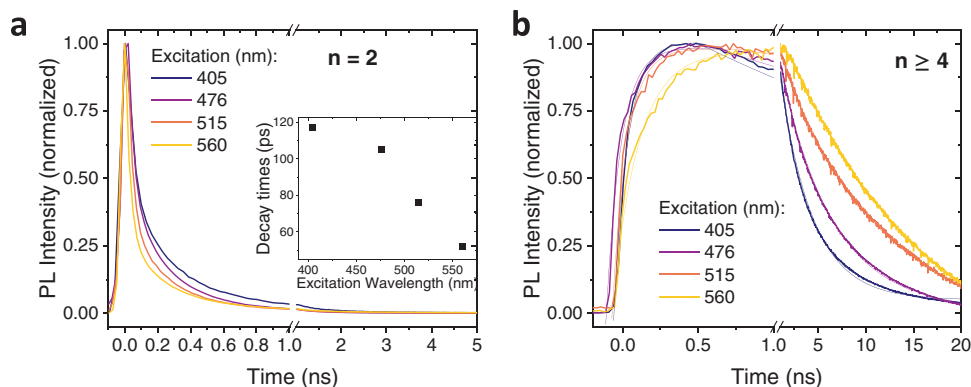 a
n = 2
Excitation (nm):
405
476
515
560
PL Intensity (normalized)
1.00
0.75
0.50
0.25
0.00
0.0 0.2 0.4 0.6 0.8 1.0 2 3 4 5
Time (ns)
Decay times (ps)
120
100
80
60
400 450 500 550
Excitation Wavelength (nm)
b
n ≥ 4
PL Intensity (normalized)
1.00
0.75
0.50
0.25
0.00
Excitation (nm):
405
476
515
560
0.0 0.5 1.0 5 10 15 20
Time (ns)